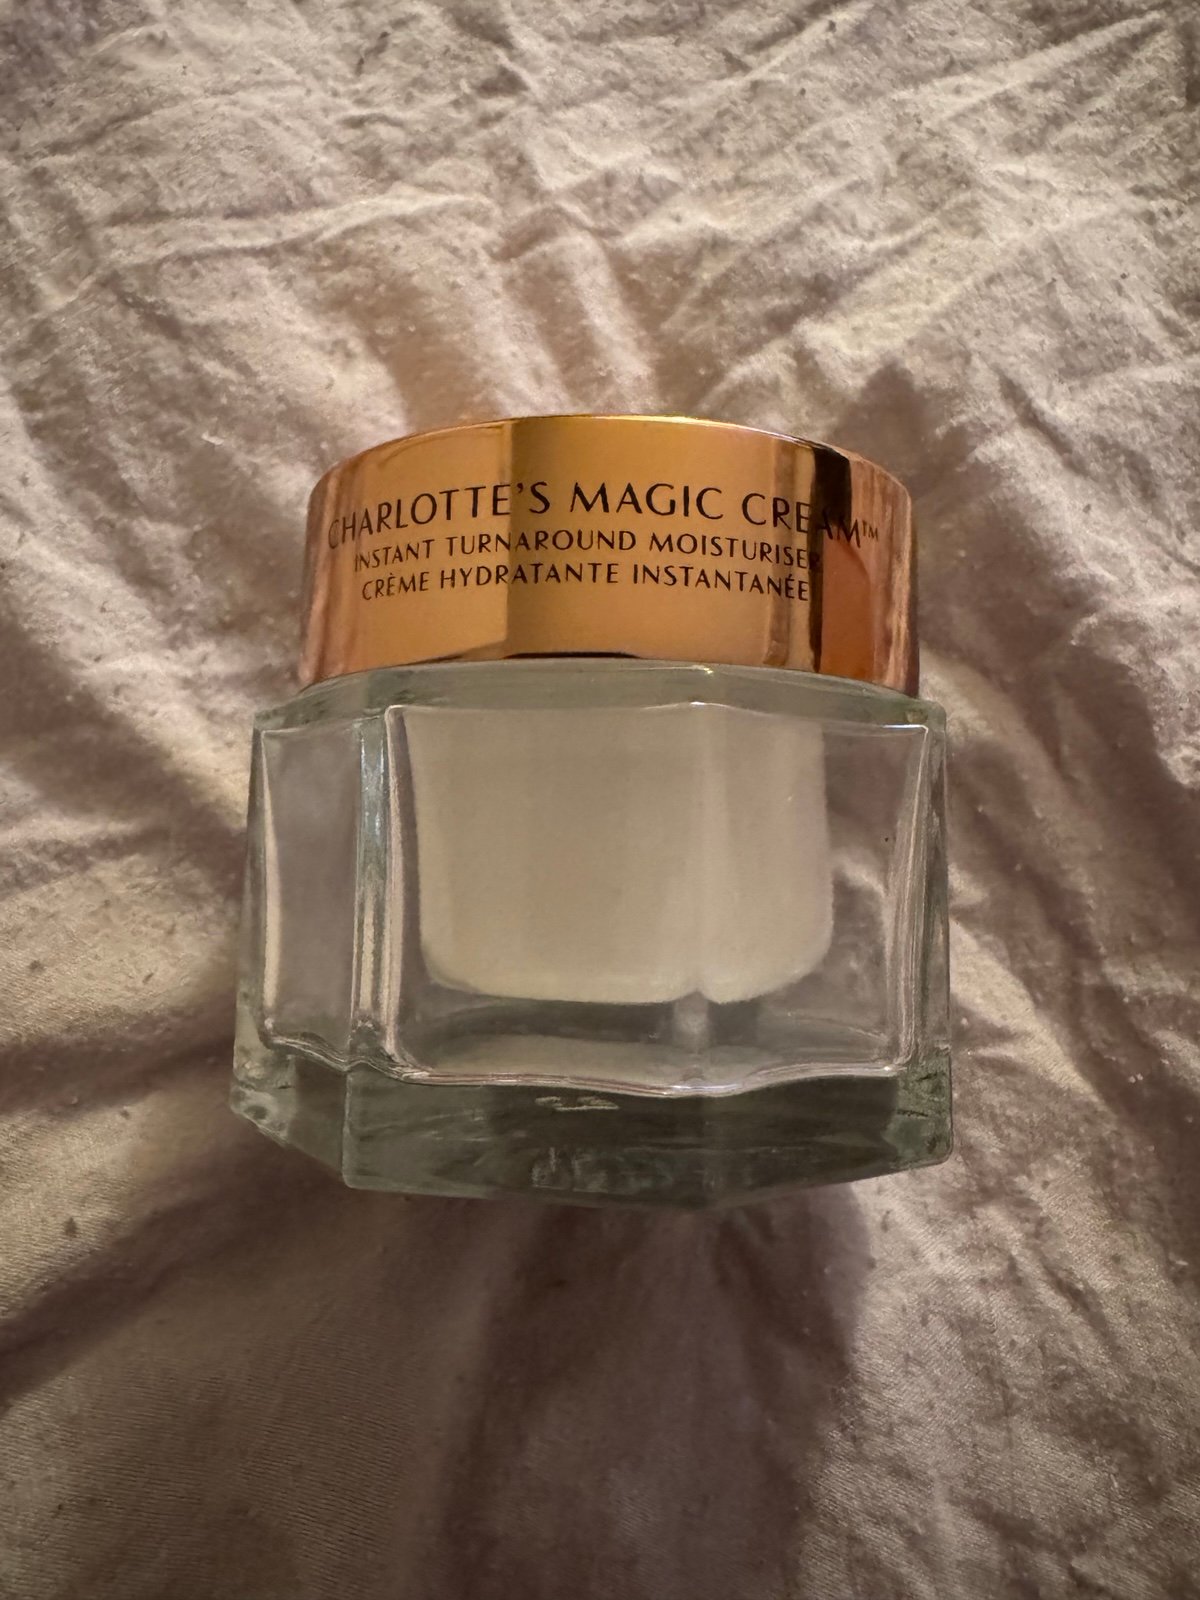 CHARLOTTE'S MAGIC CREAM™
INSTANT TURNAROUND MOISTURISER
CRÈME HYDRATANTE INSTANTANÉE